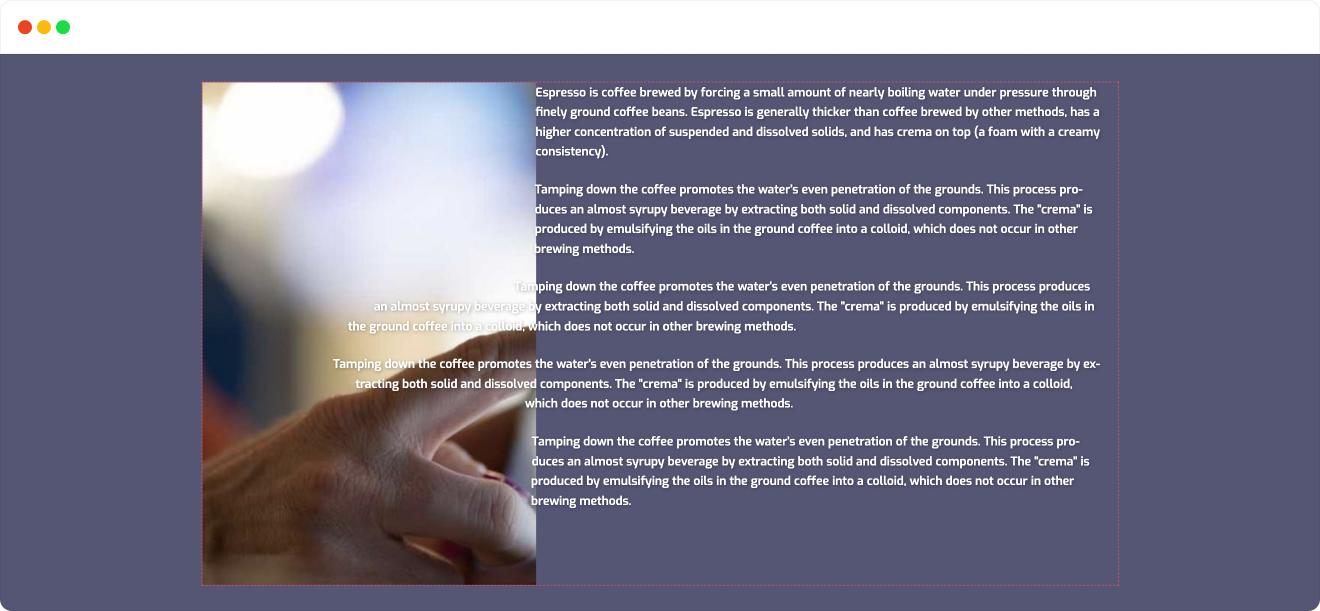 Espresso is coffee brewed by forcing a small amount of nearly boiling water under pressure through
finely ground coffee beans. Espresso is generally thicker than coffee brewed by other methods, has a
higher concentration of suspended and dissolved solids, and has crema on top (a foam with a creamy
consistency).
Tamping down the coffee promotes the water's even penetration of the grounds. This process pro-
duces an almost syrupy beverage by extracting both solid and dissolved components. The "crema" is
produced by emulsifying the oils in the ground coffee into a colloid, which does not occur in other
brewing methods.
Tamping down the coffee promotes the water's even penetration of the grounds. This process produces
an almost syrupy beverage by extracting both solid and dissolved components. The "crema" is produced by emulsifying the oils in
the ground coffee into a colloid, which does not occur in other brewing methods.
Tamping down the coffee promotes the water's even penetration of the grounds. This process produces an almost syrupy beverage by ex-
tracting both solid and dissolved components. The "crema" is produced by emulsifying the oils in the ground coffee into a colloid,
which does not occur in other brewing methods.
Tamping down the coffee promotes the water's even penetration of the grounds. This process pro-
duces an almost syrupy beverage by extracting both solid and dissolved components. The "crema" is
produced by emulsifying the oils in the ground coffee into a colloid, which does not occur in other
brewing methods.